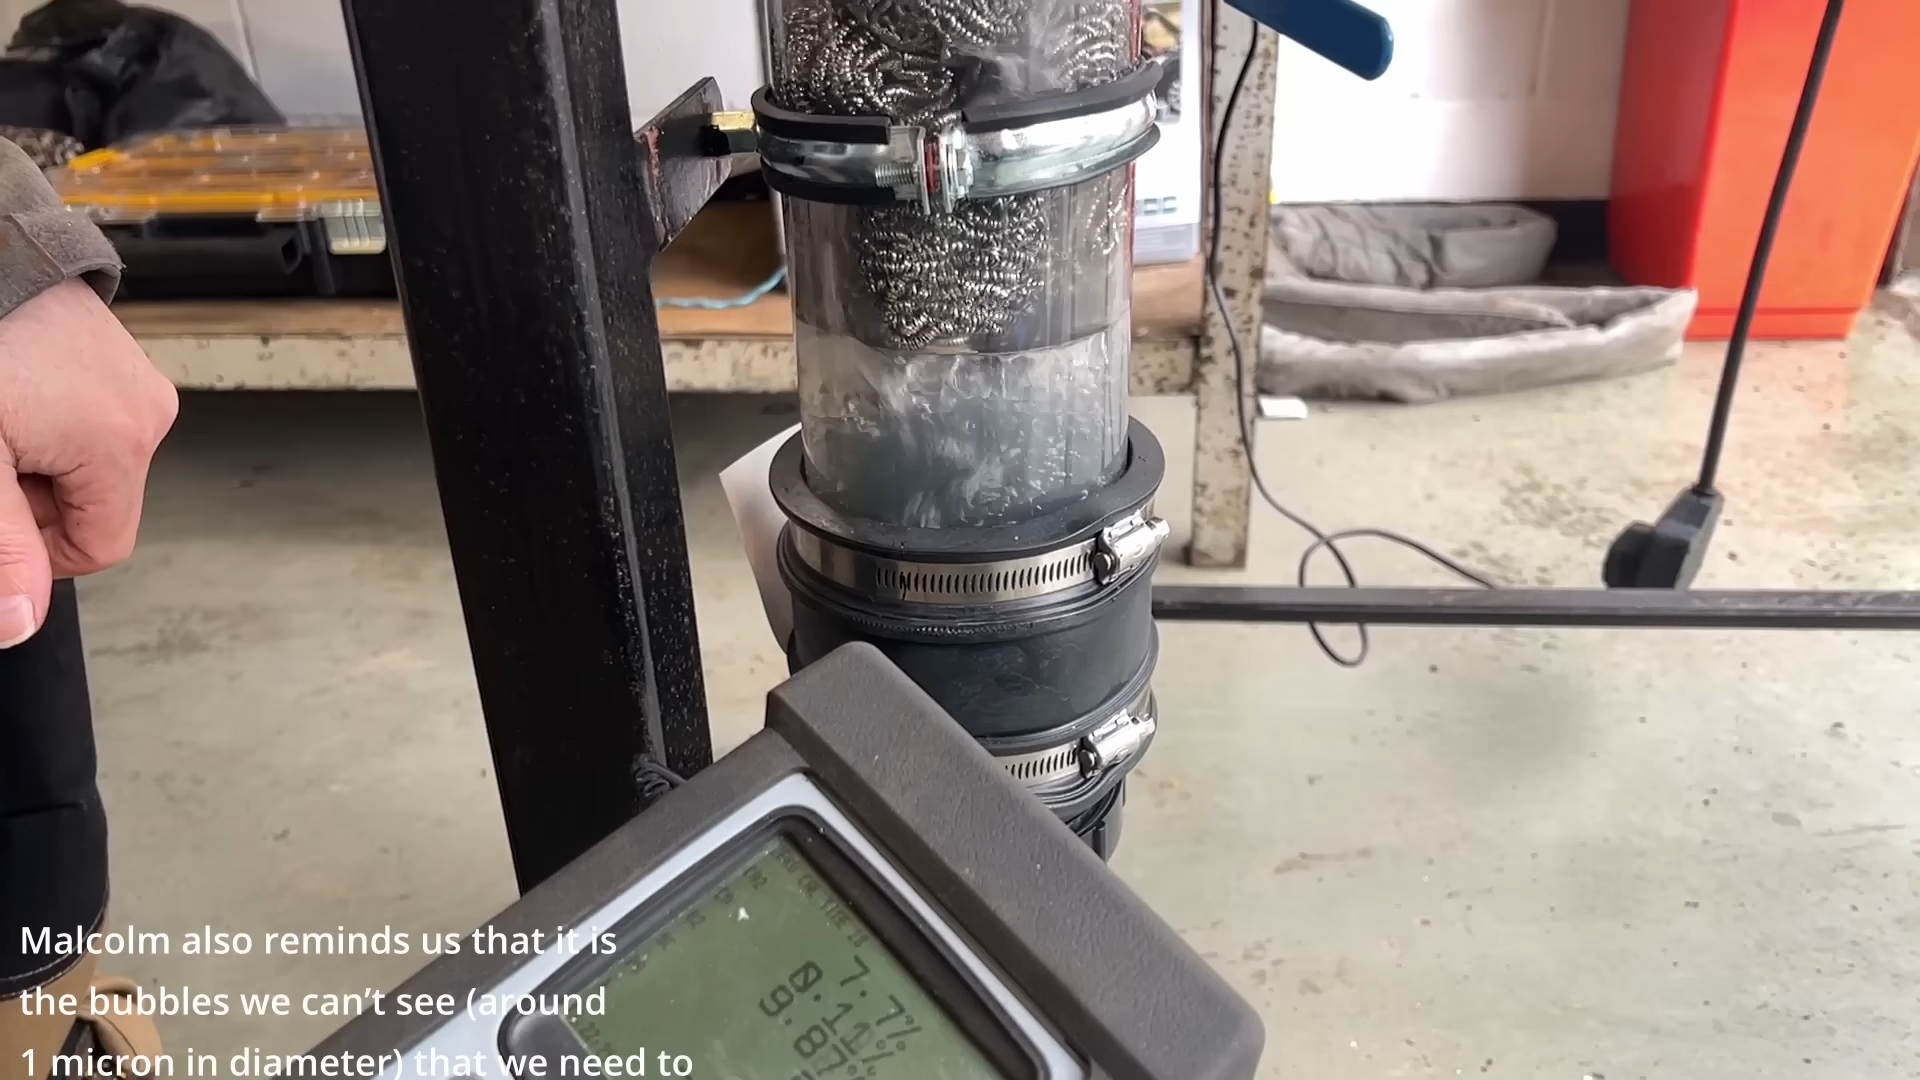 Malcolm also reminds us that it is
the bubbles we can’t see (around
1 micron in diameter) that we need to
CO2
7.7%
0.11%